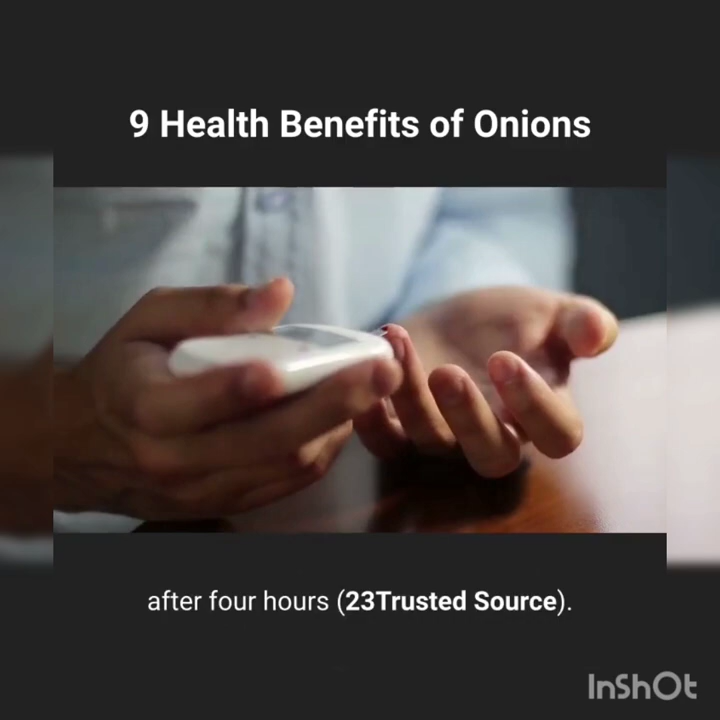 9 Health Benefits of Onions
after four hours (23Trusted Source).
InShOt